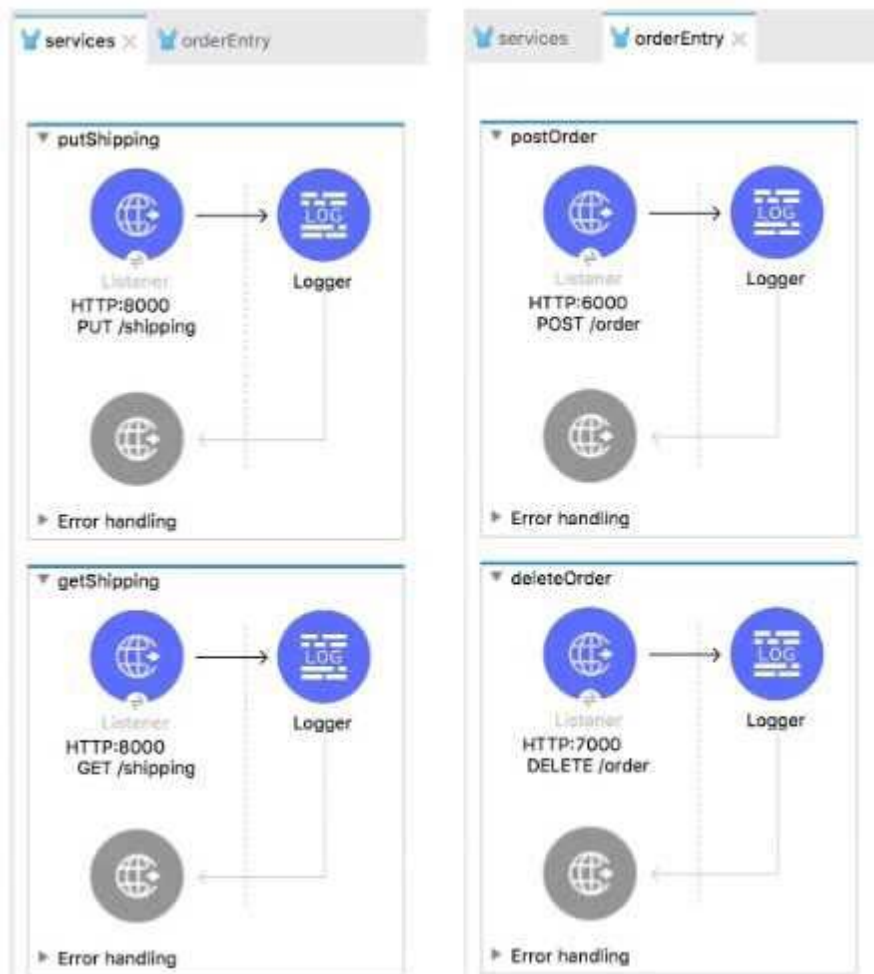 services
orderEntry
putShipping
LOG
Listener
Logger
HTTP:8000
PUT /shipping
Error handling
getShipping
LOG
Listener
Logger
HTTP:8000
GET /shipping
Error handling
services
orderEntry
postOrder
LOG
Listener
Logger
HTTP:6000
POST /order
Error handling
deleteOrder
LOG
Listener
Logger
HTTP:7000
DELETE /order
Error handling